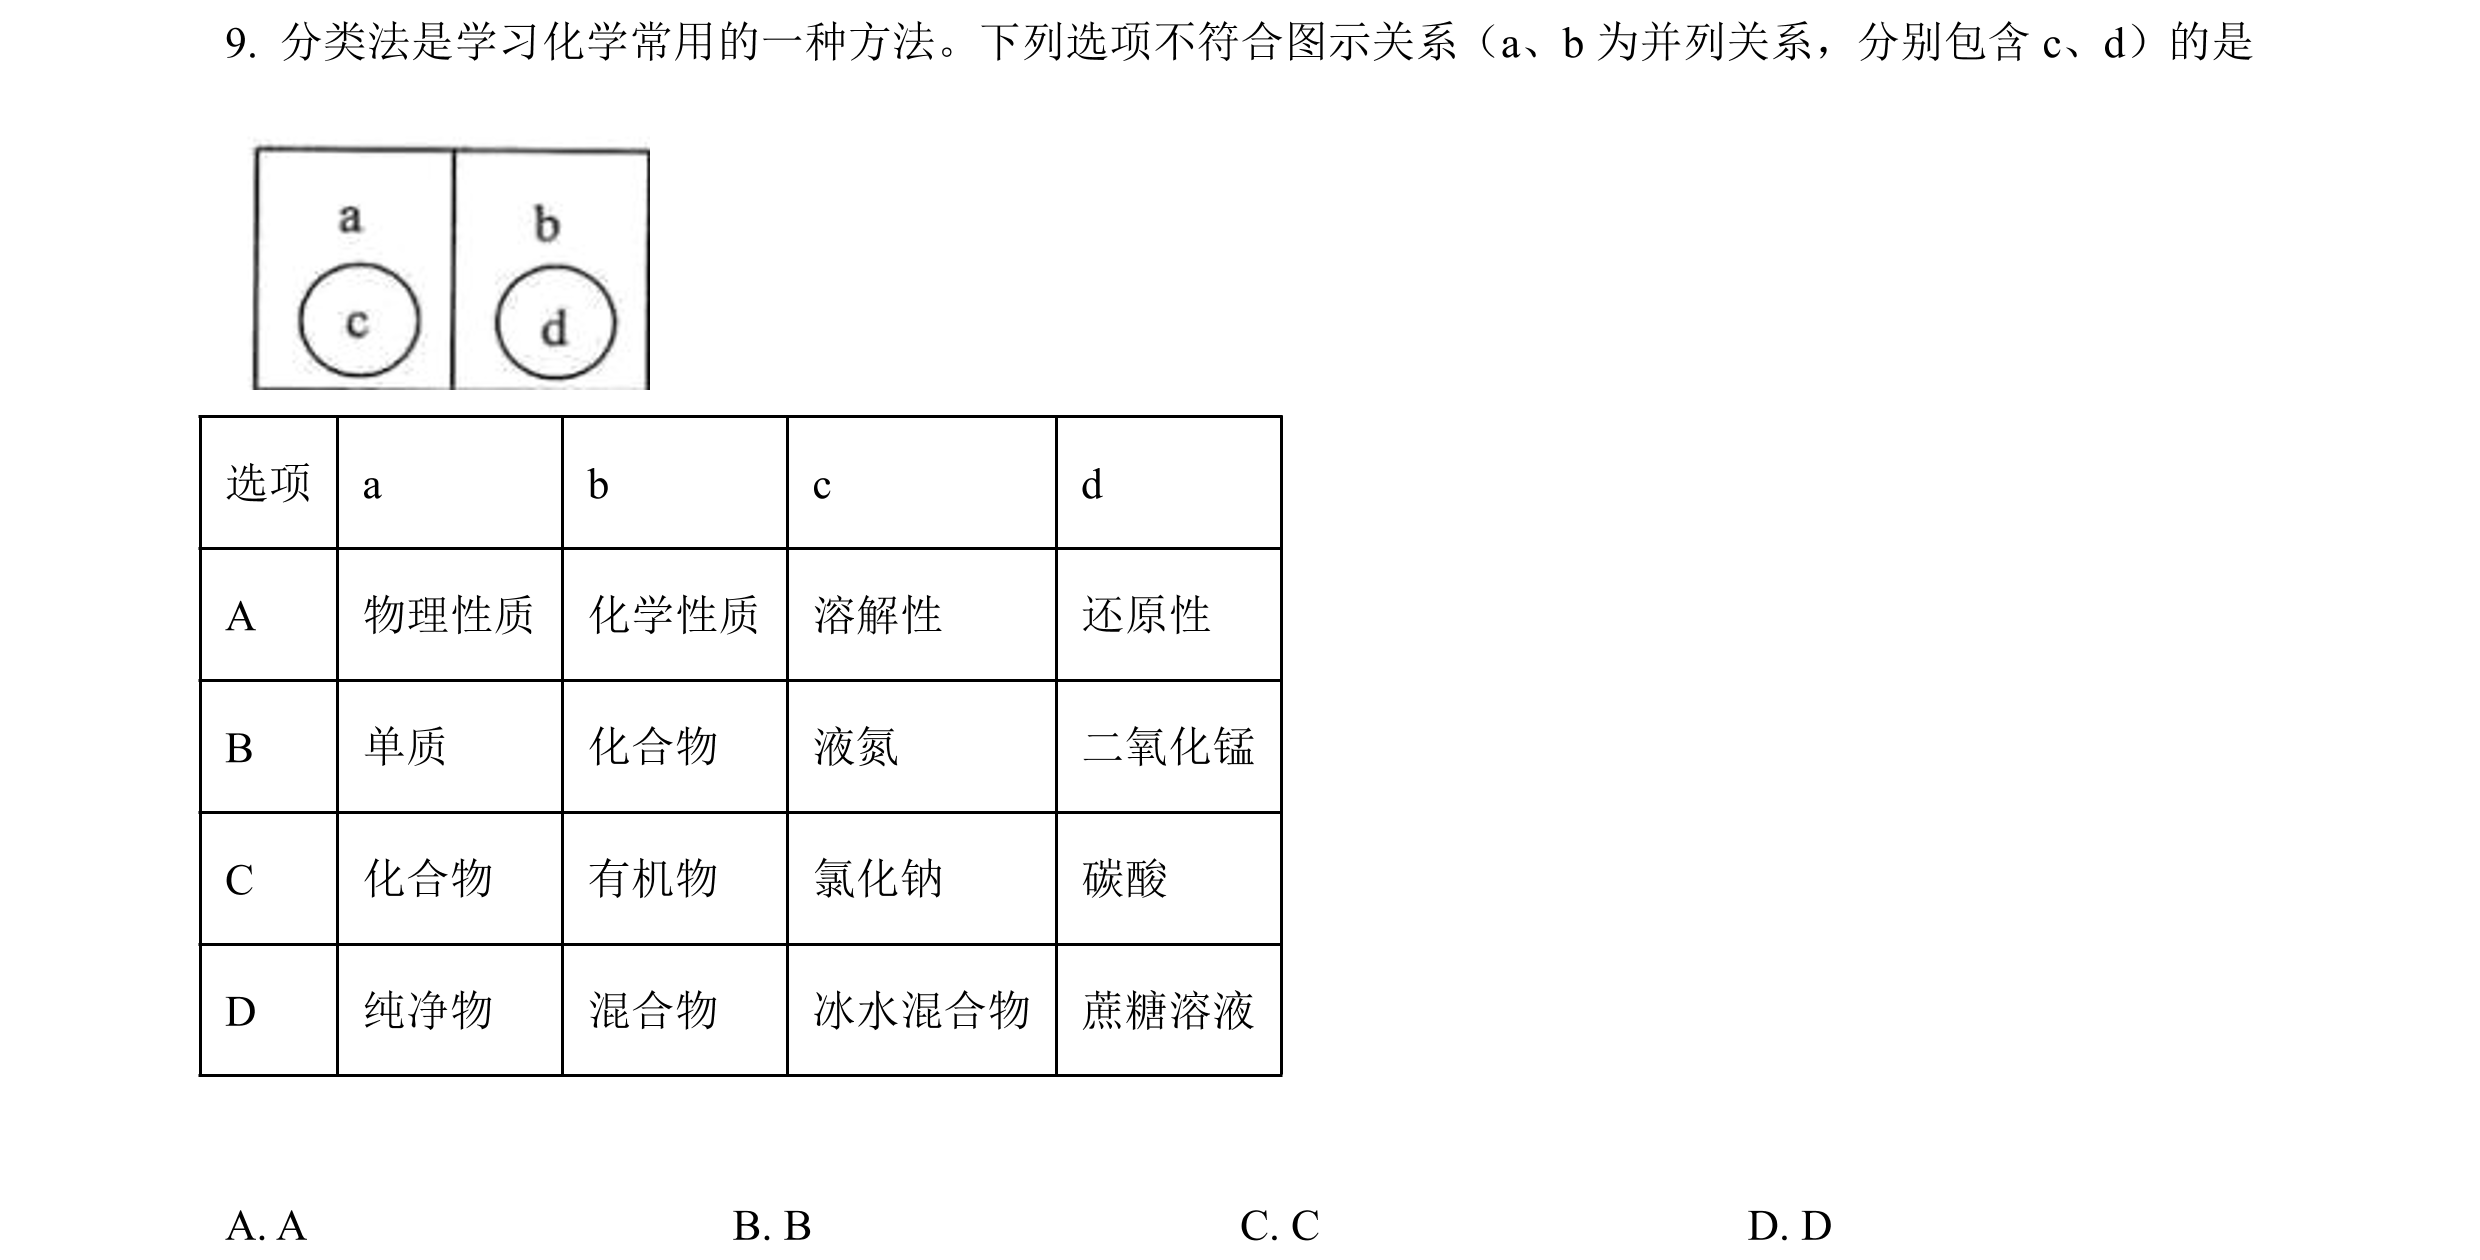 9. 分类法是学习化学常用的一种方法。下列选项不符合图示关系（a、b 为并列关系，分别包含 c、d）的是
a b
c d
选项 a b c d
A 物理性质 化学性质 溶解性 还原性
B 单质 化合物 液氮 二氧化锰
C 化合物 有机物 氯化钠 碳酸
D 纯净物 混合物 冰水混合物 蔗糖溶液
A. A B. B C. C D. D